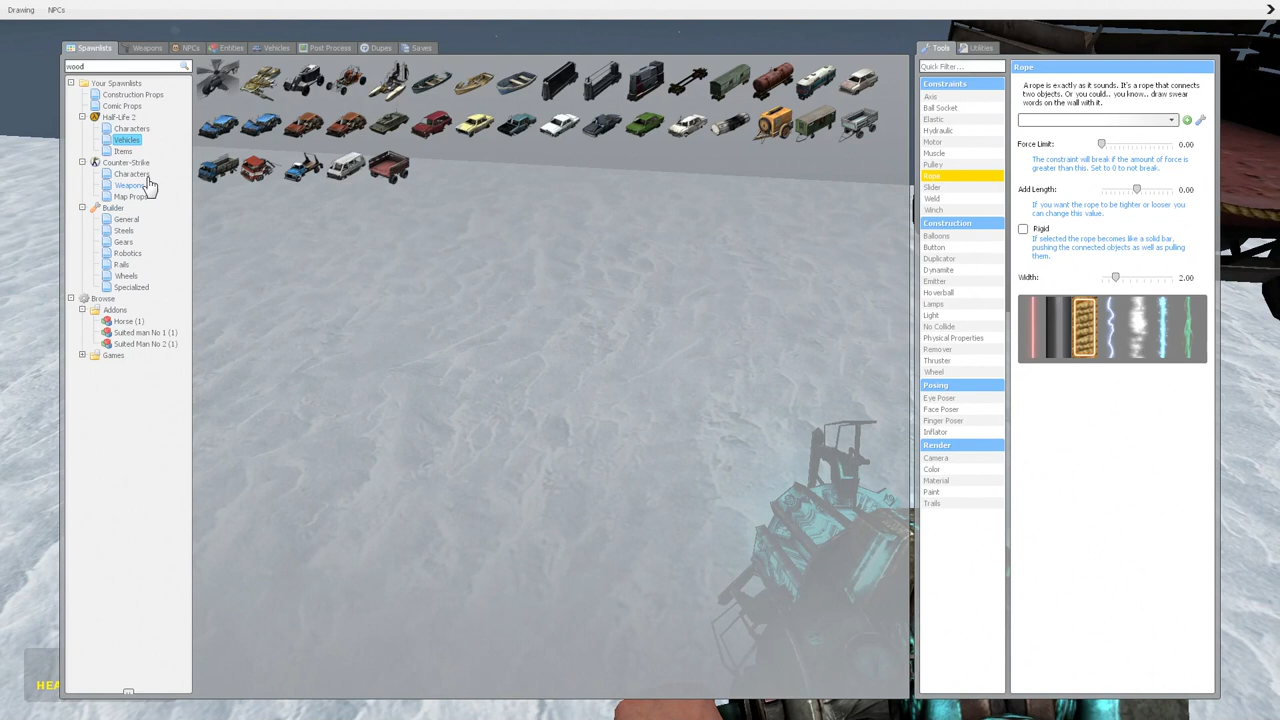 Drawing NPCs
Spawnlists Weapons NPCs Entities Vehicles Post Process Dupes Saves
wood
Your Spawnlists
Construction Props
Comic Props
Half-Life 2
Characters
Vehicles
Items
Counter-Strike
Characters
Weapons
Map Props
Builder
General
Steels
Gears
Robotics
Rails
Wheels
Specialized
Browse
Addons
Horse (1)
Suited man No 1 (1)
Suited Man No 2 (1)
Games
HEA
Tools Utilities
Quick Filter...
Constraints
Axis
Ball Socket
Elastic
Hydraulic
Motor
Muscle
Pulley
Rope
Slider
Weld
Winch
Construction
Balloons
Button
Duplicator
Dynamite
Emitter
Hoverball
Lamps
Light
No Collide
Physical Properties
Remover
Thruster
Wheel
Posing
Eye Poser
Face Poser
Finger Poser
Inflator
Render
Camera
Color
Material
Paint
Trails
Rope
A rope is exactly as it sounds. It's a rope that connects
two objects. Or you could.. you know.. draw swear
words on the wall with it.
Force Limit: 0.00
The constraint will break if the amount of force is
greater than this. Set to 0 to not break.
Add Length: 0.00
If you want the rope to be tighter or looser you
can change this value.
Rigid
If selected the rope becomes like a solid bar,
pushing the connected objects as well as pulling
them.
Width: 2.00